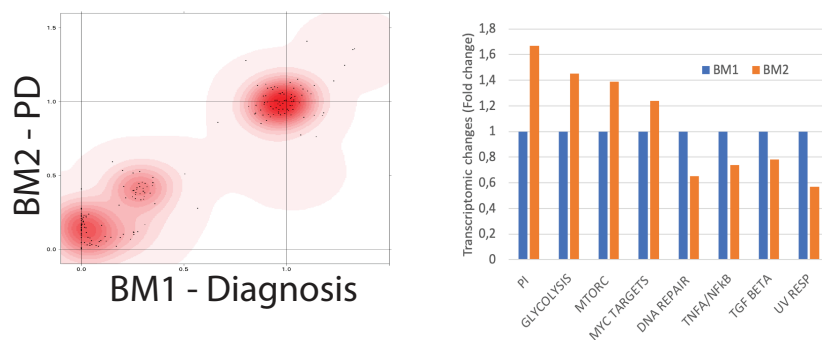 1.5
1.0
0.5
0.0
0.0
0.5
1.0
BM2 - PD
BM1 - Diagnosis
Transcriptomic changes (Fold change)
1,8
1,6
1,4
1,2
1
0,8
0,6
0,4
0,2
0
BM1
BM2
PI
GLYCOLYSIS
MTORC
MYC TARGETS
DNA REPAIR
TNFA/NFkB
TGF BETA
UV RESP